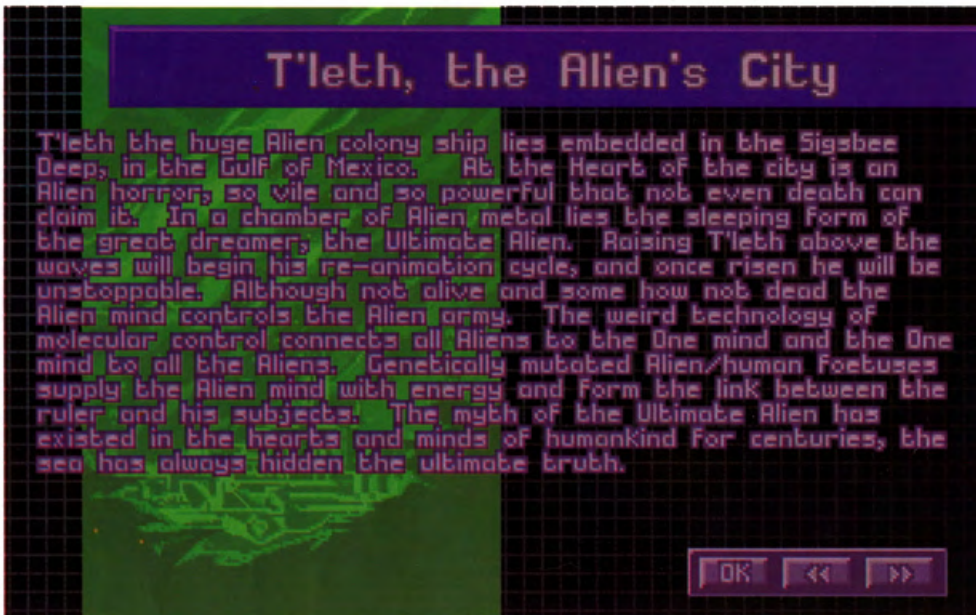 T'leth, the Alien's City
T'leth the huge Alien colony ship lies embedded in the Sigsbee
Deep, in the Gulf of Mexico. At the Heart of the city is an
Alien horror, so vile and so powerful that not even death can
claim it. In a chamber of Alien metal lies the sleeping form of
the great dreamer, the Ultimate Alien. Raising T'leth above the
waves will begin his re-animation cycle, and once risen he will be
unstoppable. Although not alive and some how not dead the
Alien mind controls the Alien army. The weird technology of
molecular control connects all Aliens to the One mind and the One
mind to all the Aliens. Genetically mutated Alien/human foetuses
supply the Alien mind with energy and form the link between the
ruler and his subjects. The myth of the Ultimate Alien has
existed in the hearts and minds of humankind for centuries, the
sea has always hidden the ultimate truth.
OK << >>